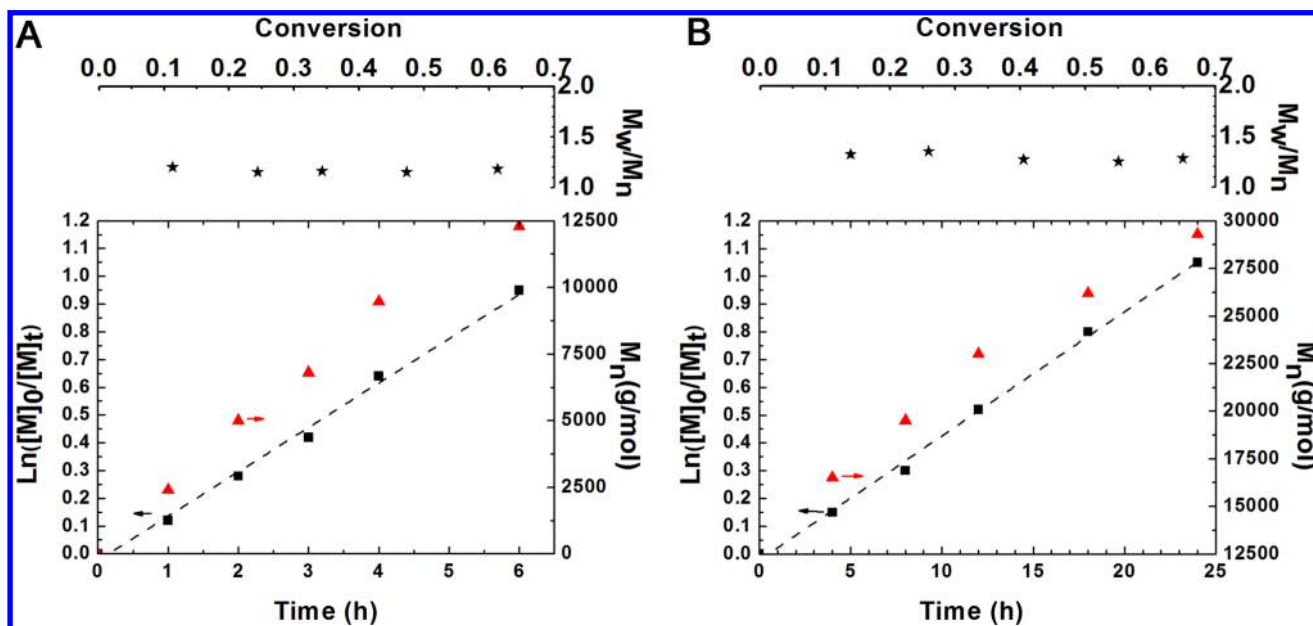 A
Conversion
0.0 0.1 0.2 0.3 0.4 0.5 0.6 0.7
2.0
1.5
1.0
Mw/Mn
1.2
1.1
1.0
0.9
0.8
0.7
0.6
0.5
0.4
0.3
0.2
0.1
0.0
Ln([M]0/[M]t)
12500
10000
7500
5000
2500
0
Mn(g/mol)
0 1 2 3 4 5 6
Time (h)
B
Conversion
0.0 0.1 0.2 0.3 0.4 0.5 0.6 0.7
2.0
1.5
1.0
Mw/Mn
1.2
1.1
1.0
0.9
0.8
0.7
0.6
0.5
0.4
0.3
0.2
0.1
0.0
Ln([M]0/[M]t)
30000
27500
25000
22500
20000
17500
15000
12500
Mn(g/mol)
0 5 10 15 20 25
Time (h)